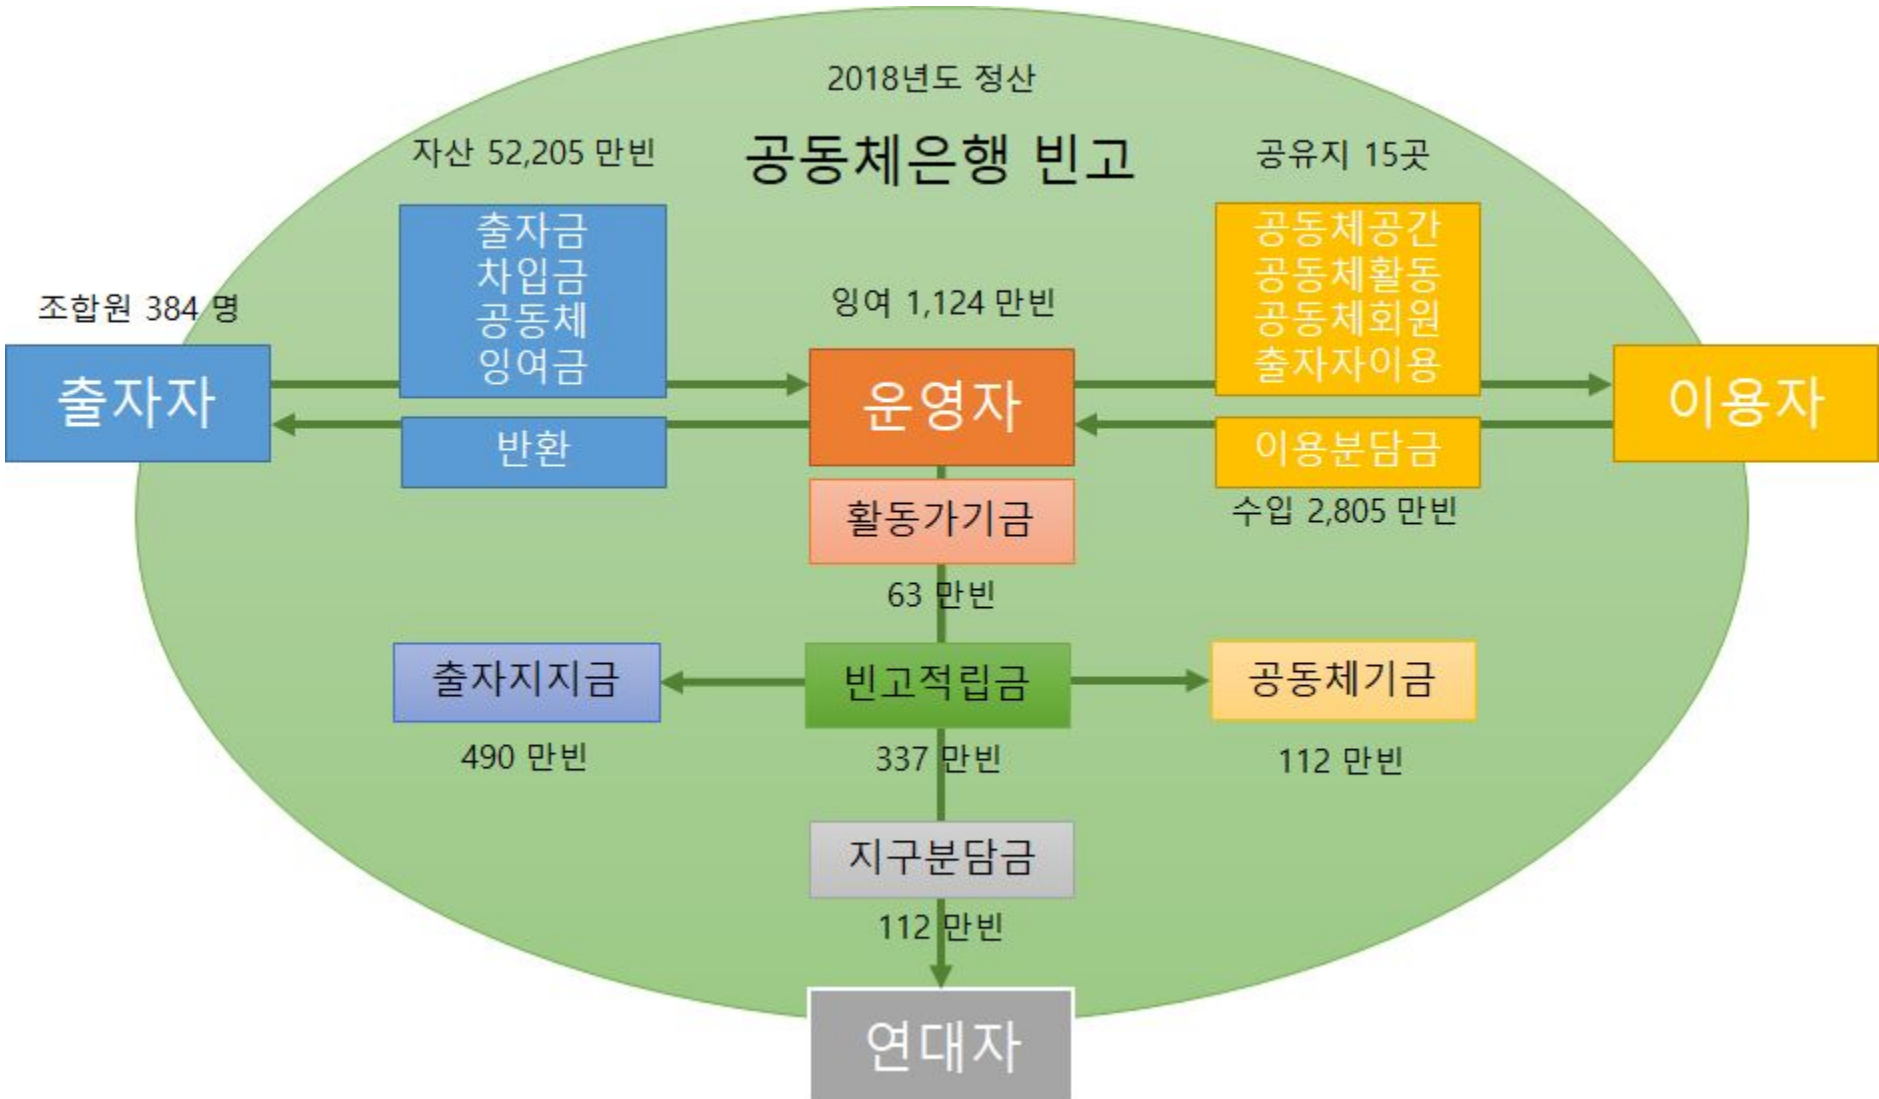 2018년도 정산
공동체은행 빈고
자산 52,205 만빈
공유지 15곳
출자금
차입금
공동체
잉여금
공동체공간
공동체활동
공동체회원
출자자이용
조합원 384 명
잉여 1,124 만빈
출자자
운영자
이용자
반환
이용분담금
활동가기금
수입 2,805 만빈
63 만빈
출자지지금
빈고적립금
공동체기금
490 만빈
337 만빈
112 만빈
지구분담금
112 만빈
연대자